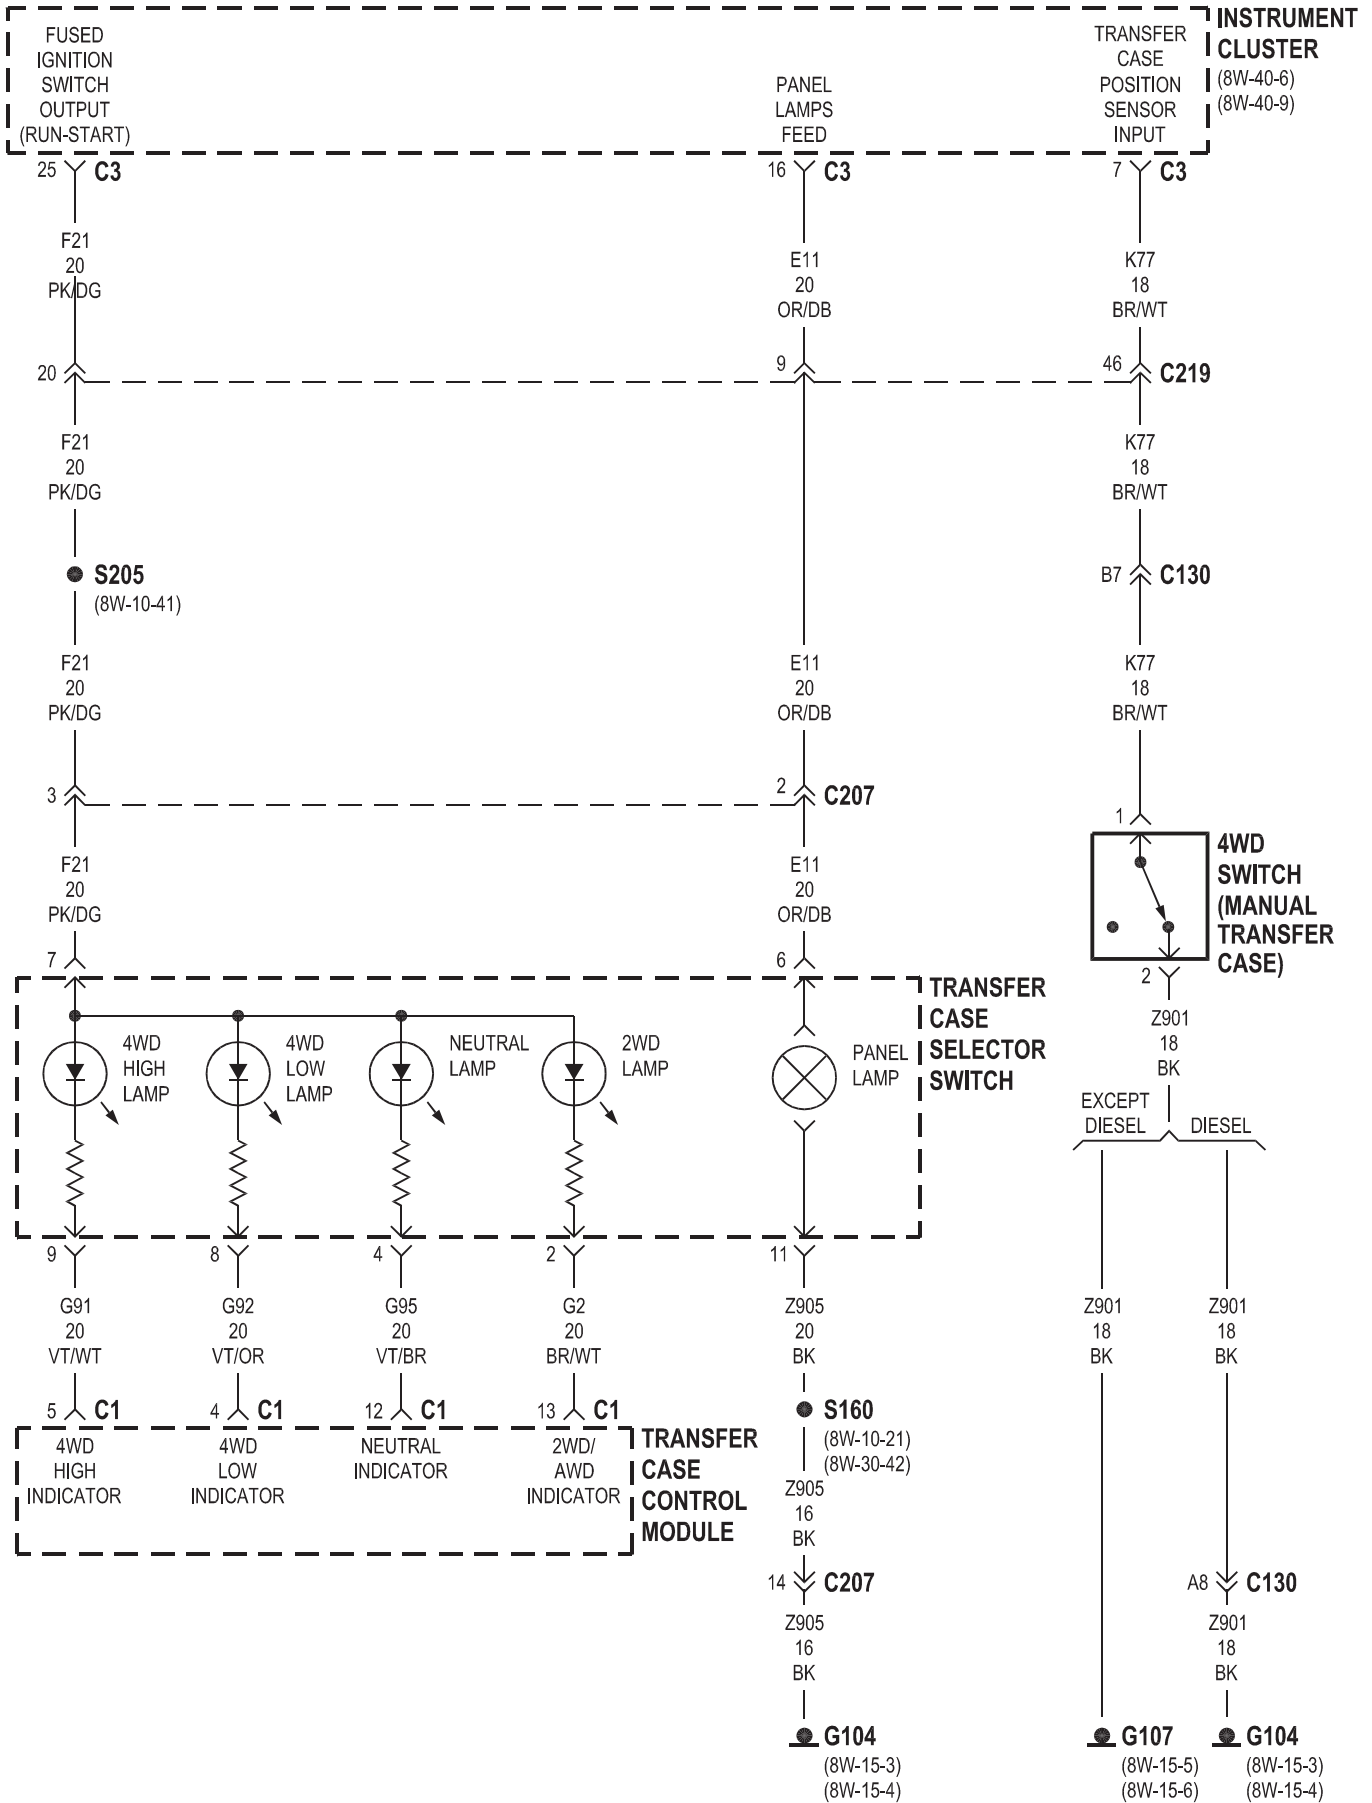 FUSED
IGNITION
SWITCH
OUTPUT
(RUN-START)
PANEL
LAMPS
FEED
TRANSFER
CASE
POSITION
SENSOR
INPUT
INSTRUMENT
CLUSTER
(8W-40-6)
(8W-40-9)
25 C3
16 C3
7 C3
F21
20
PK/DG
E11
20
OR/DB
K77
18
BR/WT
20
9
46 C219
F21
20
PK/DG
K77
18
BR/WT
S205
(8W-10-41)
B7 C130
F21
20
PK/DG
E11
20
OR/DB
K77
18
BR/WT
3
2 C207
1
4WD
SWITCH
(MANUAL
TRANSFER
CASE)
F21
20
PK/DG
E11
20
OR/DB
7
6
2
TRANSFER
CASE
SELECTOR
SWITCH
4WD
HIGH
LAMP
4WD
LOW
LAMP
NEUTRAL
LAMP
2WD
LAMP
PANEL
LAMP
Z901
18
BK
EXCEPT
DIESEL
DIESEL
9
8
4
2
11
G91
20
VT/WT
G92
20
VT/OR
G95
20
VT/BR
G2
20
BR/WT
Z905
20
BK
Z901
18
BK
Z901
18
BK
5 C1
4 C1
12 C1
13 C1
S160
(8W-10-21)
(8W-30-42)
4WD
HIGH
INDICATOR
4WD
LOW
INDICATOR
NEUTRAL
INDICATOR
2WD/
AWD
INDICATOR
TRANSFER
CASE
CONTROL
MODULE
Z905
16
BK
14 C207
A8 C130
Z905
16
BK
Z901
18
BK
G104
(8W-15-3)
(8W-15-4)
G107
(8W-15-5)
(8W-15-6)
G104
(8W-15-3)
(8W-15-4)